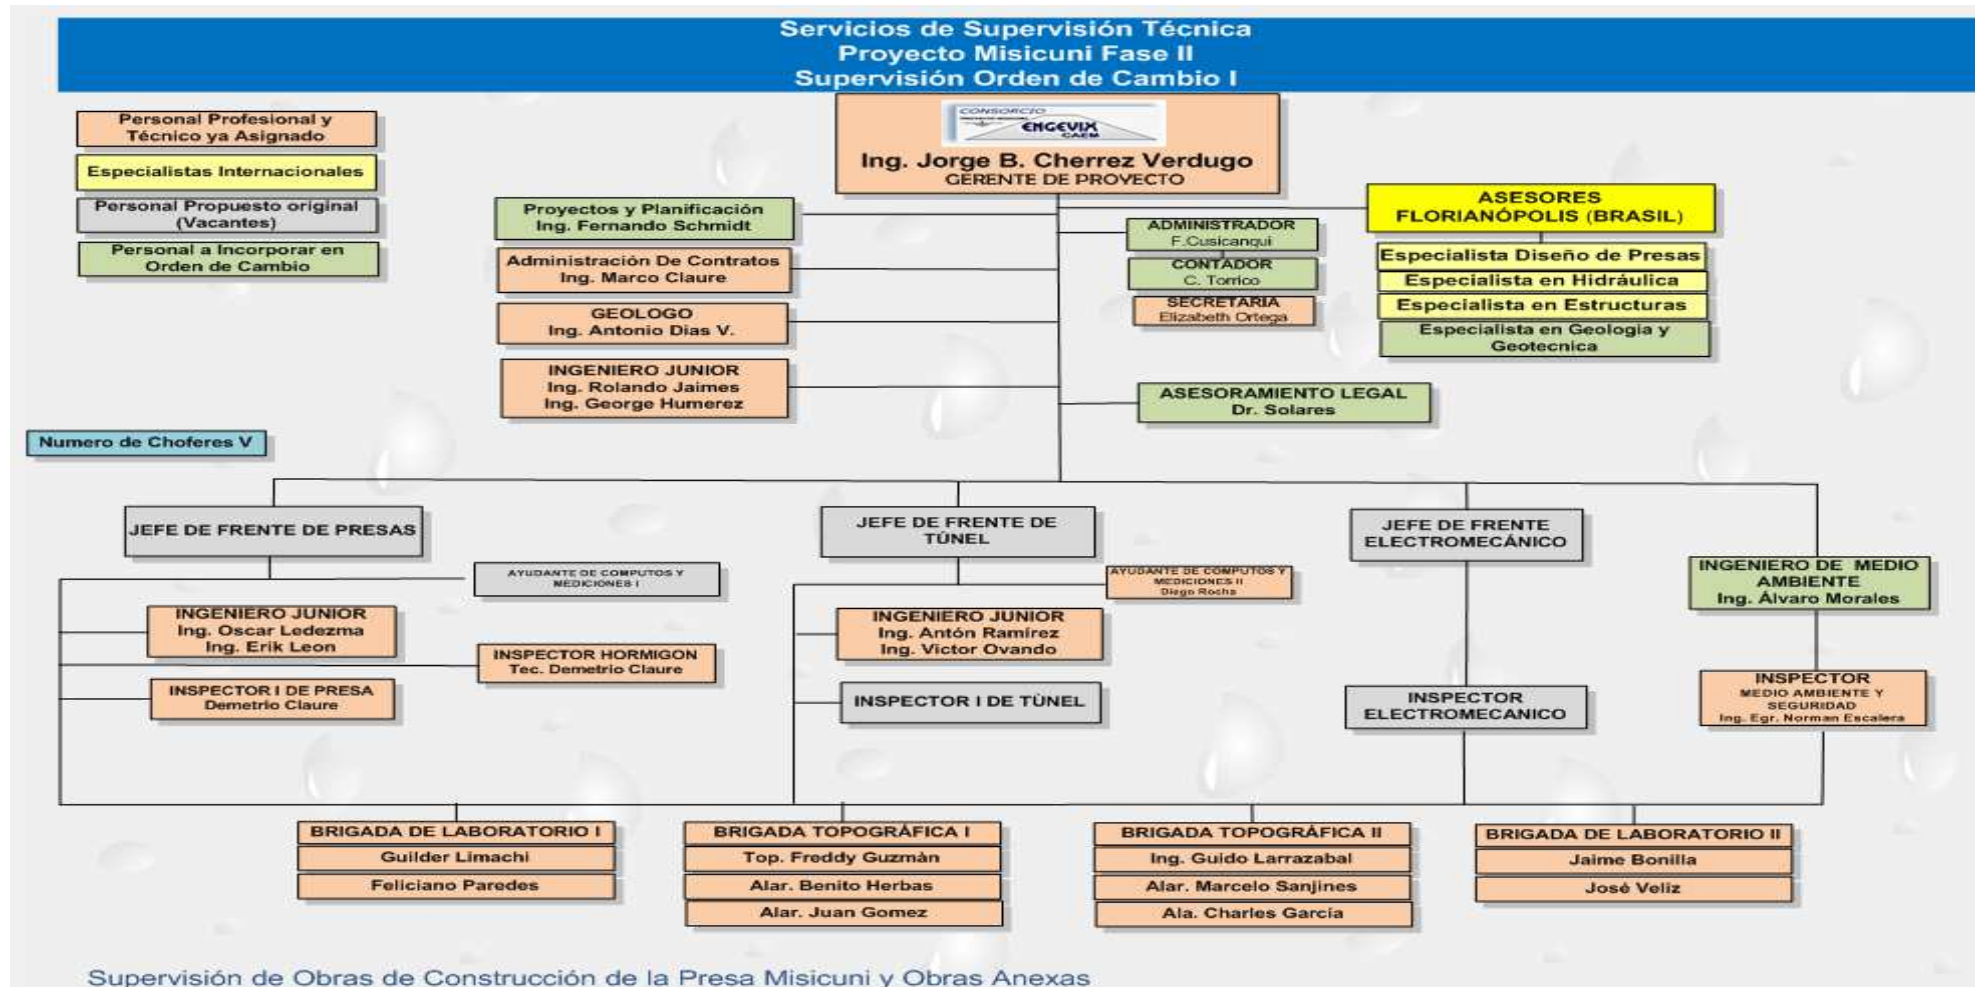 Servicios de Supervisión Técnica
Proyecto Misicuni Fase II
Supervisión Orden de Cambio I
Personal Profesional y
Técnico ya Asignado
Especialistas Internacionales
Personal Propuesto original
(Vacantes)
Personal a Incorporar en
Orden de Cambio
CONSORCIO
ENGEVIX
CAEM
Ing. Jorge B. Cherrez Verdugo
GERENTE DE PROYECTO
Proyectos y Planificación
Ing. Fernando Schmidt
Administración De Contratos
Ing. Marco Claure
GEOLOGO
Ing. Antonio Dias V.
INGENIERO JUNIOR
Ing. Rolando Jaimes
Ing. George Humerez
ADMINISTRADOR
F.Cusicanqui
CONTADOR
C. Torrico
SECRETARIA
Elizabeth Ortega
ASESORES
FLORIANÓPOLIS (BRASIL)
Especialista Diseño de Presas
Especialista en Hidráulica
Especialista en Estructuras
Especialista en Geologia y
Geotecnica
ASESORAMIENTO LEGAL
Dr. Solares
Numero de Choferes V
JEFE DE FRENTE DE PRESAS
AYUDANTE DE COMPUTOS Y
MEDICIONES I
INGENIERO JUNIOR
Ing. Oscar Ledezma
Ing. Erik Leon
INSPECTOR HORMIGON
Tec. Demetrio Claure
INSPECTOR I DE PRESA
Demetrio Claure
JEFE DE FRENTE DE
TÚNEL
AYUDANTE DE COMPUTOS Y
MEDICIONES II
Diego Rocha
INGENIERO JUNIOR
Ing. Antón Ramírez
Ing. Victor Ovando
INSPECTOR I DE TÙNEL
JEFE DE FRENTE
ELECTROMECÁNICO
INSPECTOR
ELECTROMECANICO
INGENIERO DE MEDIO
AMBIENTE
Ing. Álvaro Morales
INSPECTOR
MEDIO AMBIENTE Y
SEGURIDAD
Ing. Egr. Norman Escalera
BRIGADA DE LABORATORIO I
Guilder Limachi
Feliciano Paredes
BRIGADA TOPOGRÁFICA I
Top. Freddy Guzmàn
Alar. Benito Herbas
Alar. Juan Gomez
BRIGADA TOPOGRÁFICA II
Ing. Guido Larrazabal
Alar. Marcelo Sanjines
Ala. Charles García
BRIGADA DE LABORATORIO II
Jaime Bonilla
José Veliz
Supervisión de Obras de Construcción de la Presa Misicuni y Obras Anexas